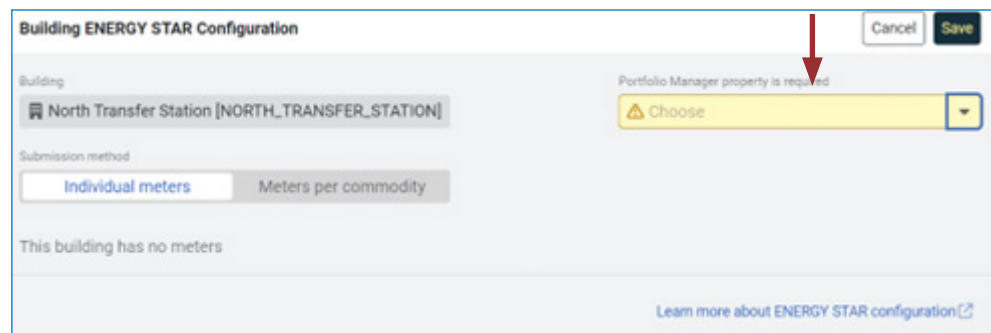 Building ENERGY STAR Configuration
Cancel
Save
Building
Portfolio Manager property is required
North Transfer Station [NORTH_TRANSFER_STATION]
Choose
Submission method
Individual meters
Meters per commodity
This building has no meters
Learn more about ENERGY STAR configuration